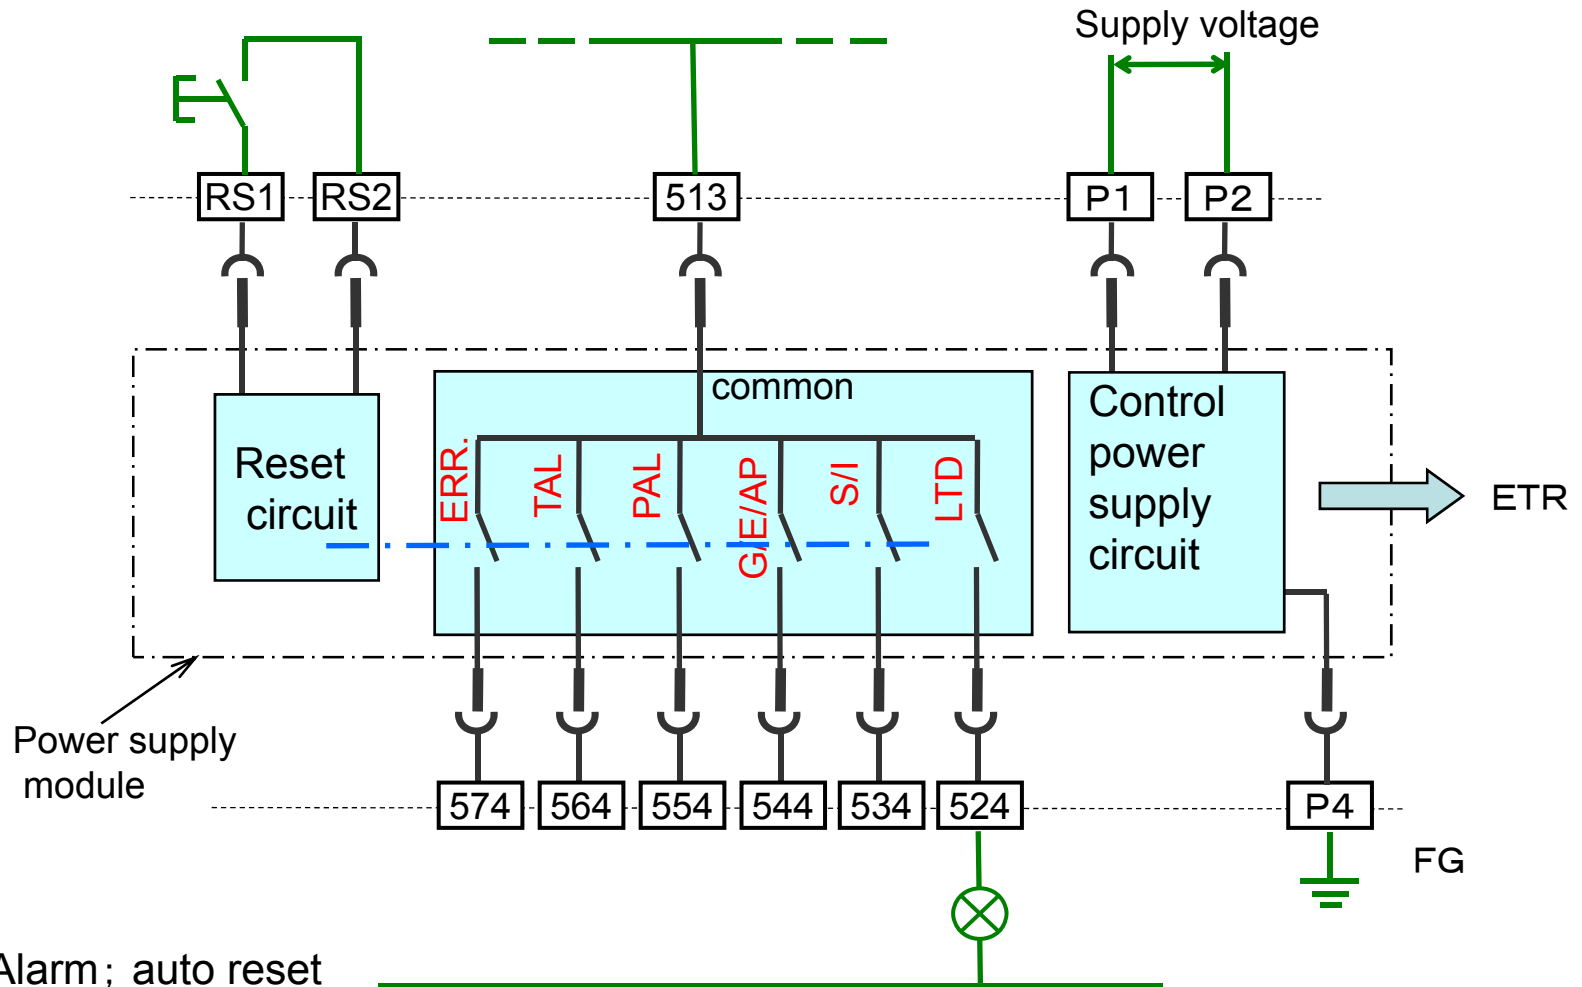 Supply voltage
RS1
RS2
513
P1
P2
common
Reset
circuit
ERR.
TAL
PAL
G/E/AP
S/I
LTD
Control
power
supply
circuit
ETR
Power supply
module
574
564
554
544
534
524
P4
FG
Alarm; auto reset